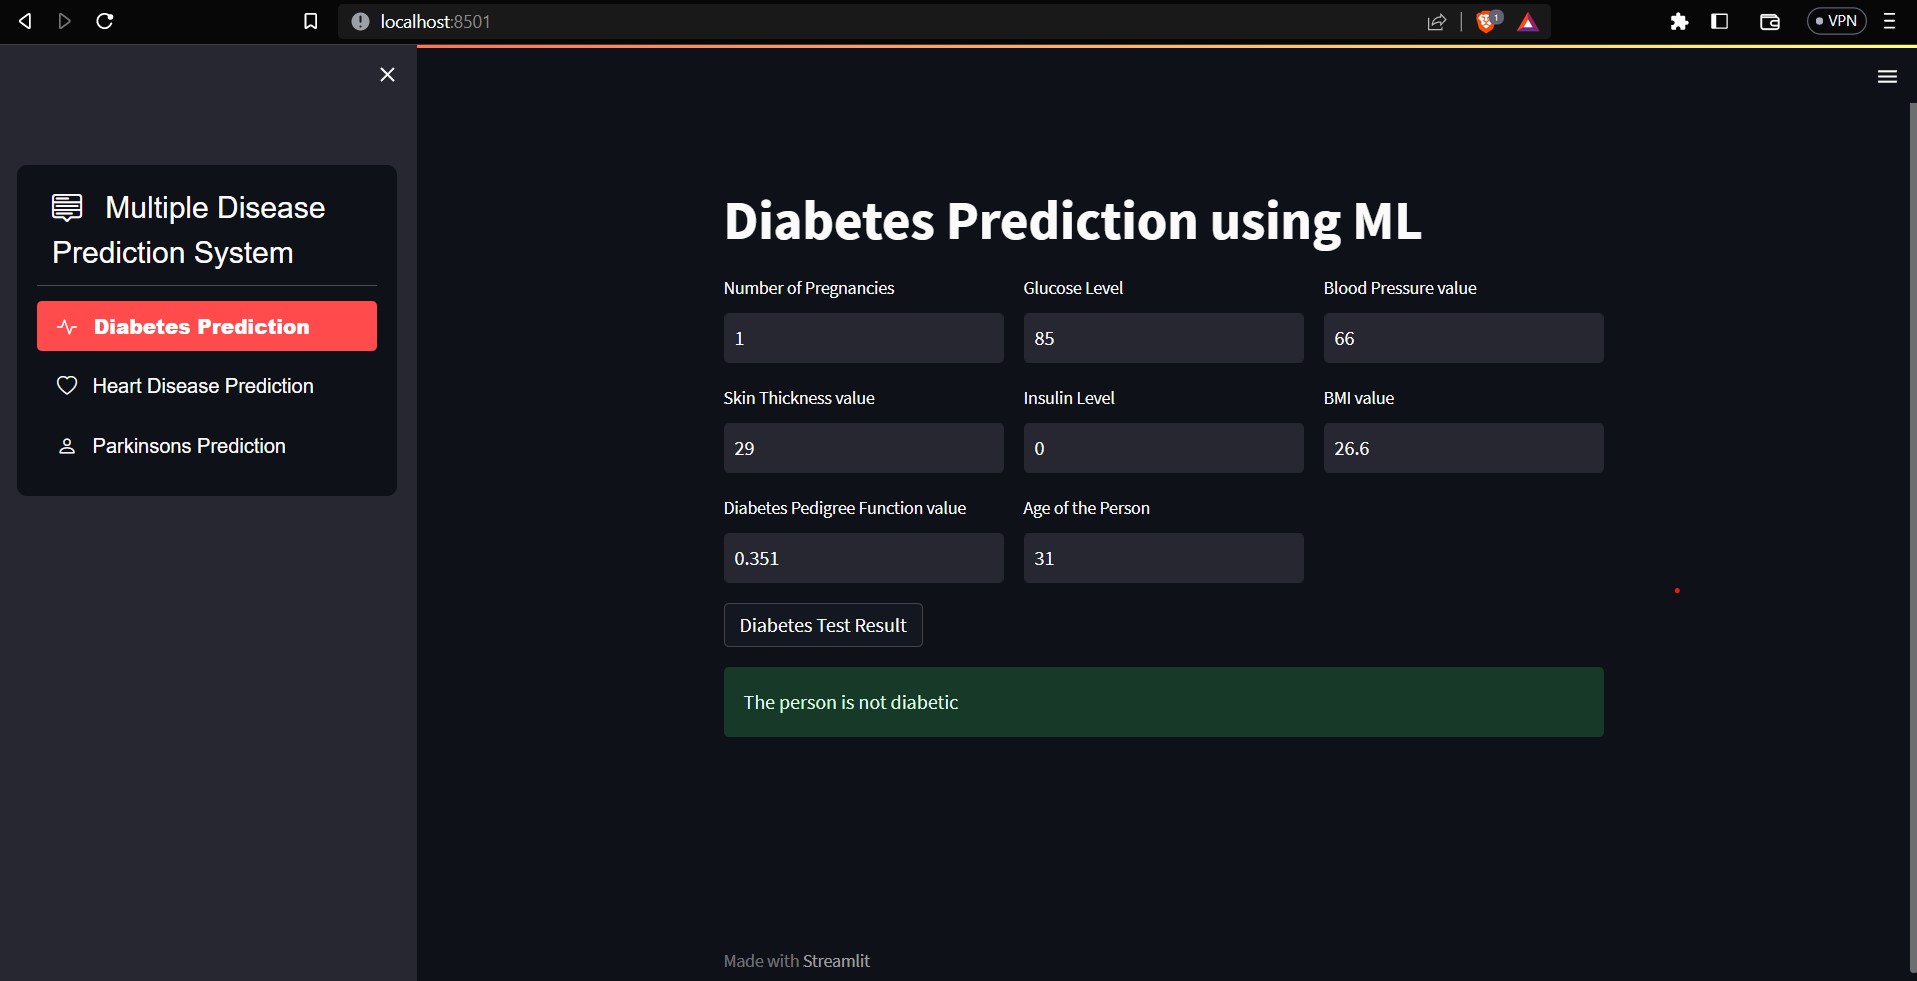 localhost:8501
1
VPN
Multiple Disease
Prediction System
Diabetes Prediction
Heart Disease Prediction
Parkinsons Prediction
Diabetes Prediction using ML
Number of Pregnancies
Glucose Level
Blood Pressure value
1
85
66
Skin Thickness value
Insulin Level
BMI value
29
0
26.6
Diabetes Pedigree Function value
Age of the Person
0.351
31
Diabetes Test Result
The person is not diabetic
Made with Streamlit